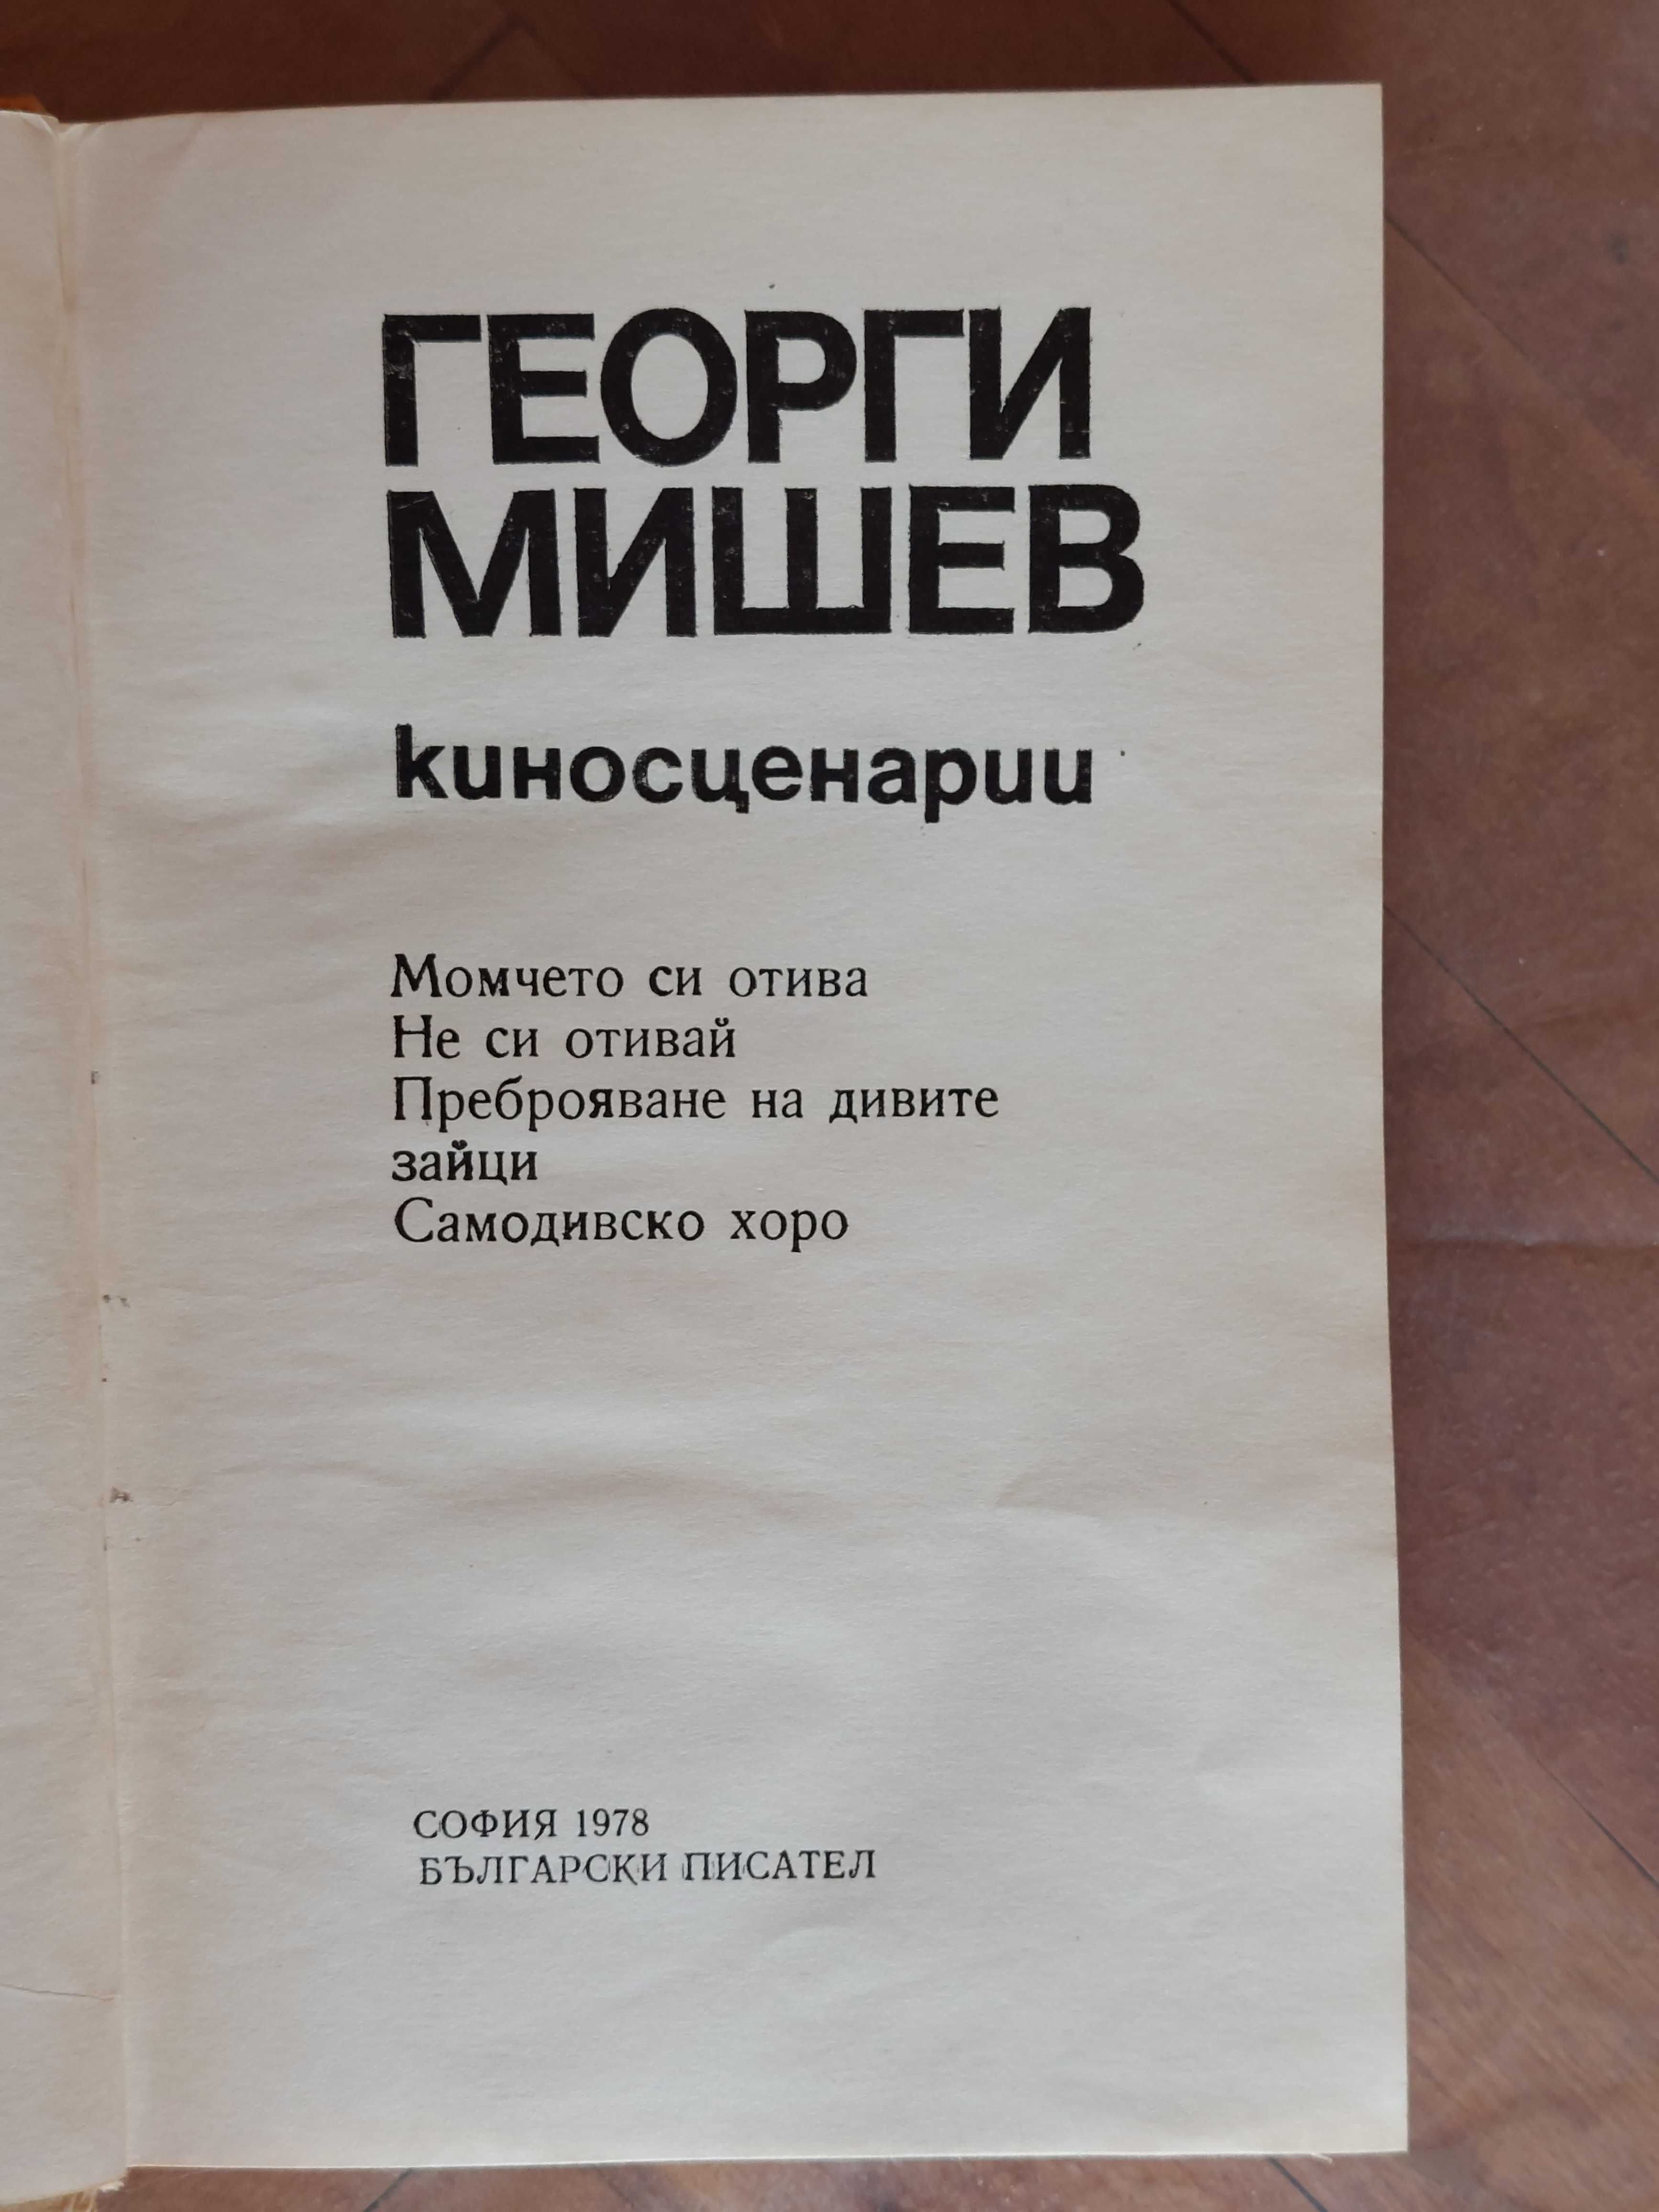 ГЕОРГИ
МИШЕВ
киносценарии
Момчето си отива
Не си отивай
Преброяване на дивите
зайци
Самодивско хоро
СОФИЯ 1978
БЪЛГАРСКИ ПИСАТЕЛ